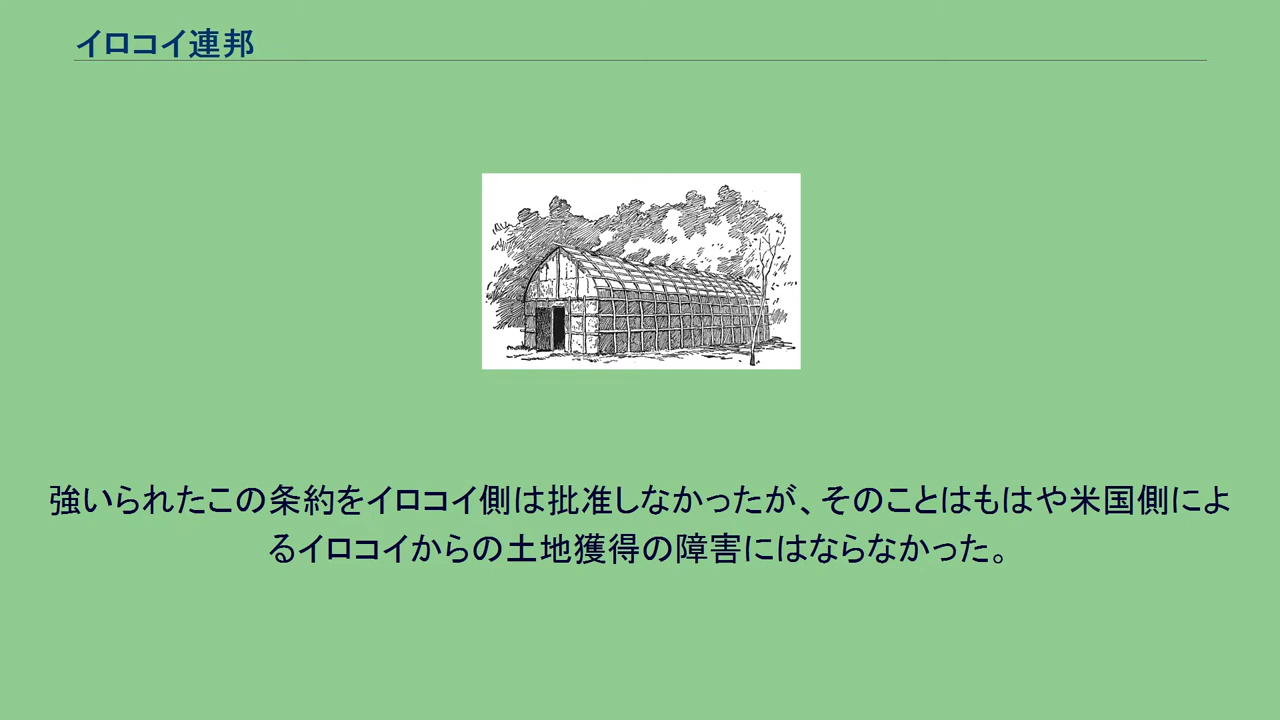 イロコイ連邦
強いられたこの条約をイロコイ側は批准しなかったが、そのことはもはや米国側によ
るイロコイからの土地獲得の障害にはならなかった。